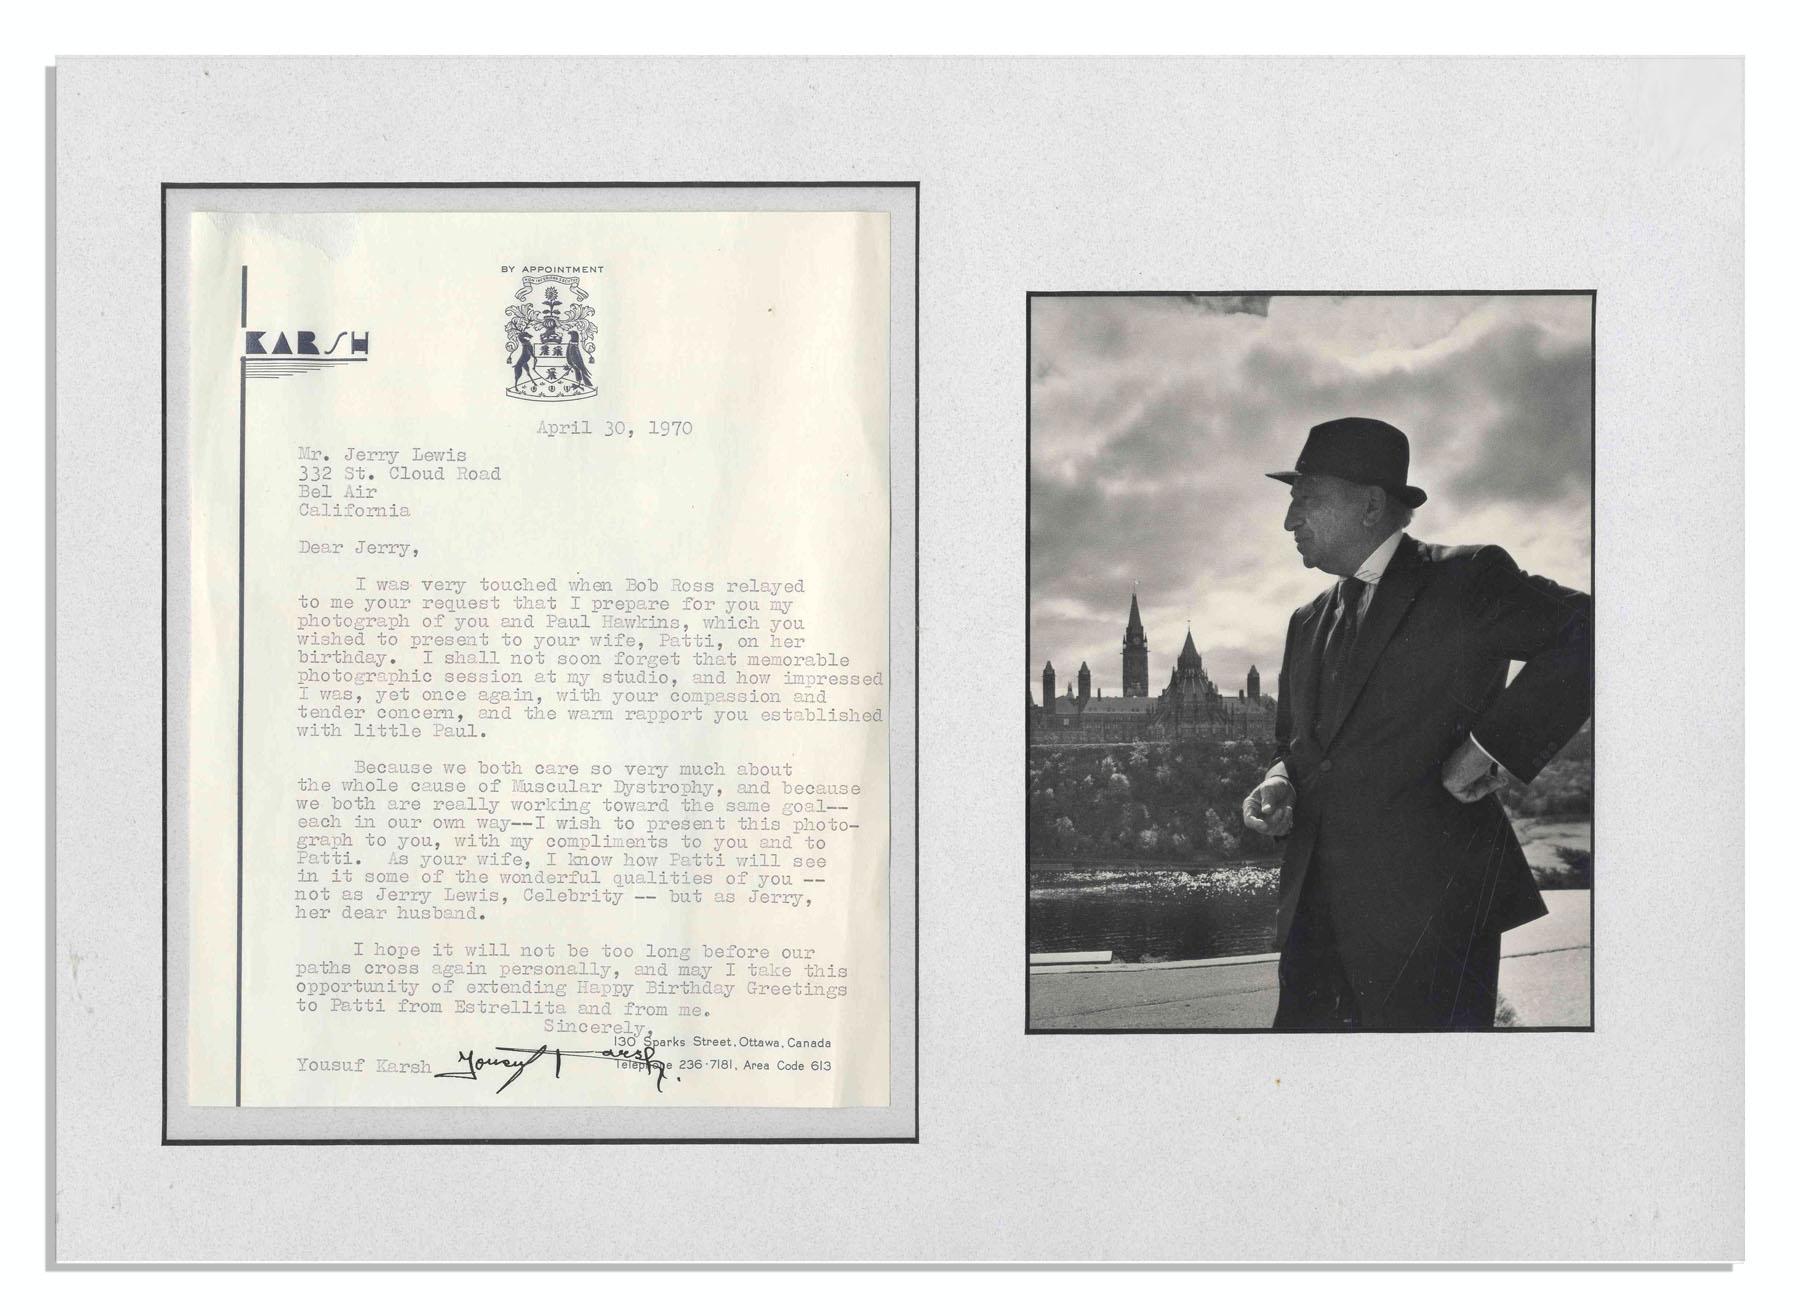 BY APPOINTMENT
KARSH
April 30, 1970
Mr. Jerry Lewis
332 St. Cloud Road
Bel Air
California
Dear Jerry,
I was very touched when Bob Ross relayed
to me your request that I prepare for you my
photograph of you and Paul Hawkins, which you
wished to present to your wife, Patti, on her
birthday. I shall not soon forget that memorable
photographic session at my studio, and how impressed
I was, yet once again, with your compassion and
tender concern, and the warm rapport you established
with little Paul.
Because we both care so very much about
the whole cause of Muscular Dystrophy, and because
we both are really working toward the same goal--
each in our own way--I wish to present this photo-
graph to you, with my compliments to you and to
Patti. As your wife, I know how Patti will see
in it some of the wonderful qualities of you --
not as Jerry Lewis, Celebrity -- but as Jerry,
her dear husband.
I hope it will not be too long before our
paths cross again personally, and may I take this
opportunity of extending Happy Birthday Greetings
to Patti from Estrellita and from me.
Sincerely,
130 Sparks Street, Ottawa, Canada
Yousuf Karsh Yousuf Karsh Telephone 236-7181, Area Code 613